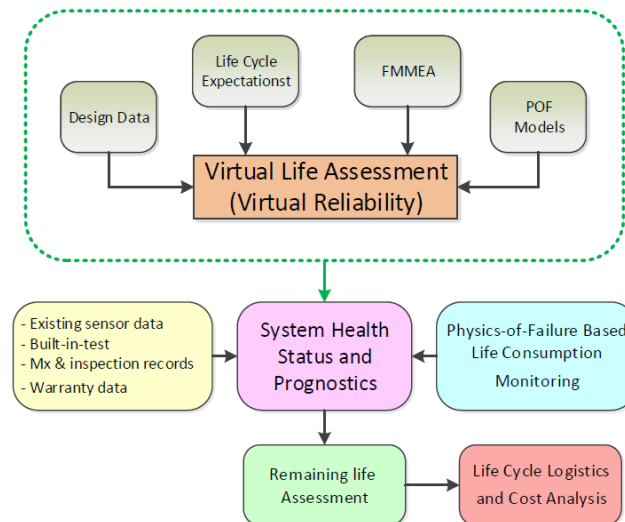 Life Cycle
Expectationst
FMMEA
Design Data
POF
Models
Virtual Life Assessment
(Virtual Reliability)
- Existing sensor data
- Built-in-test
- Mx & inspection records
- Warranty data
System Health
Status and
Prognostics
Physics-of-Failure Based
Life Consumption
Monitoring
Remaining life
Assessment
Life Cycle Logistics
and Cost Analysis